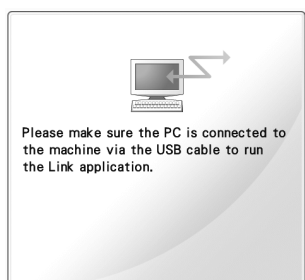 Please make sure the PC is connected to
the machine via the USB cable to run
the Link application.